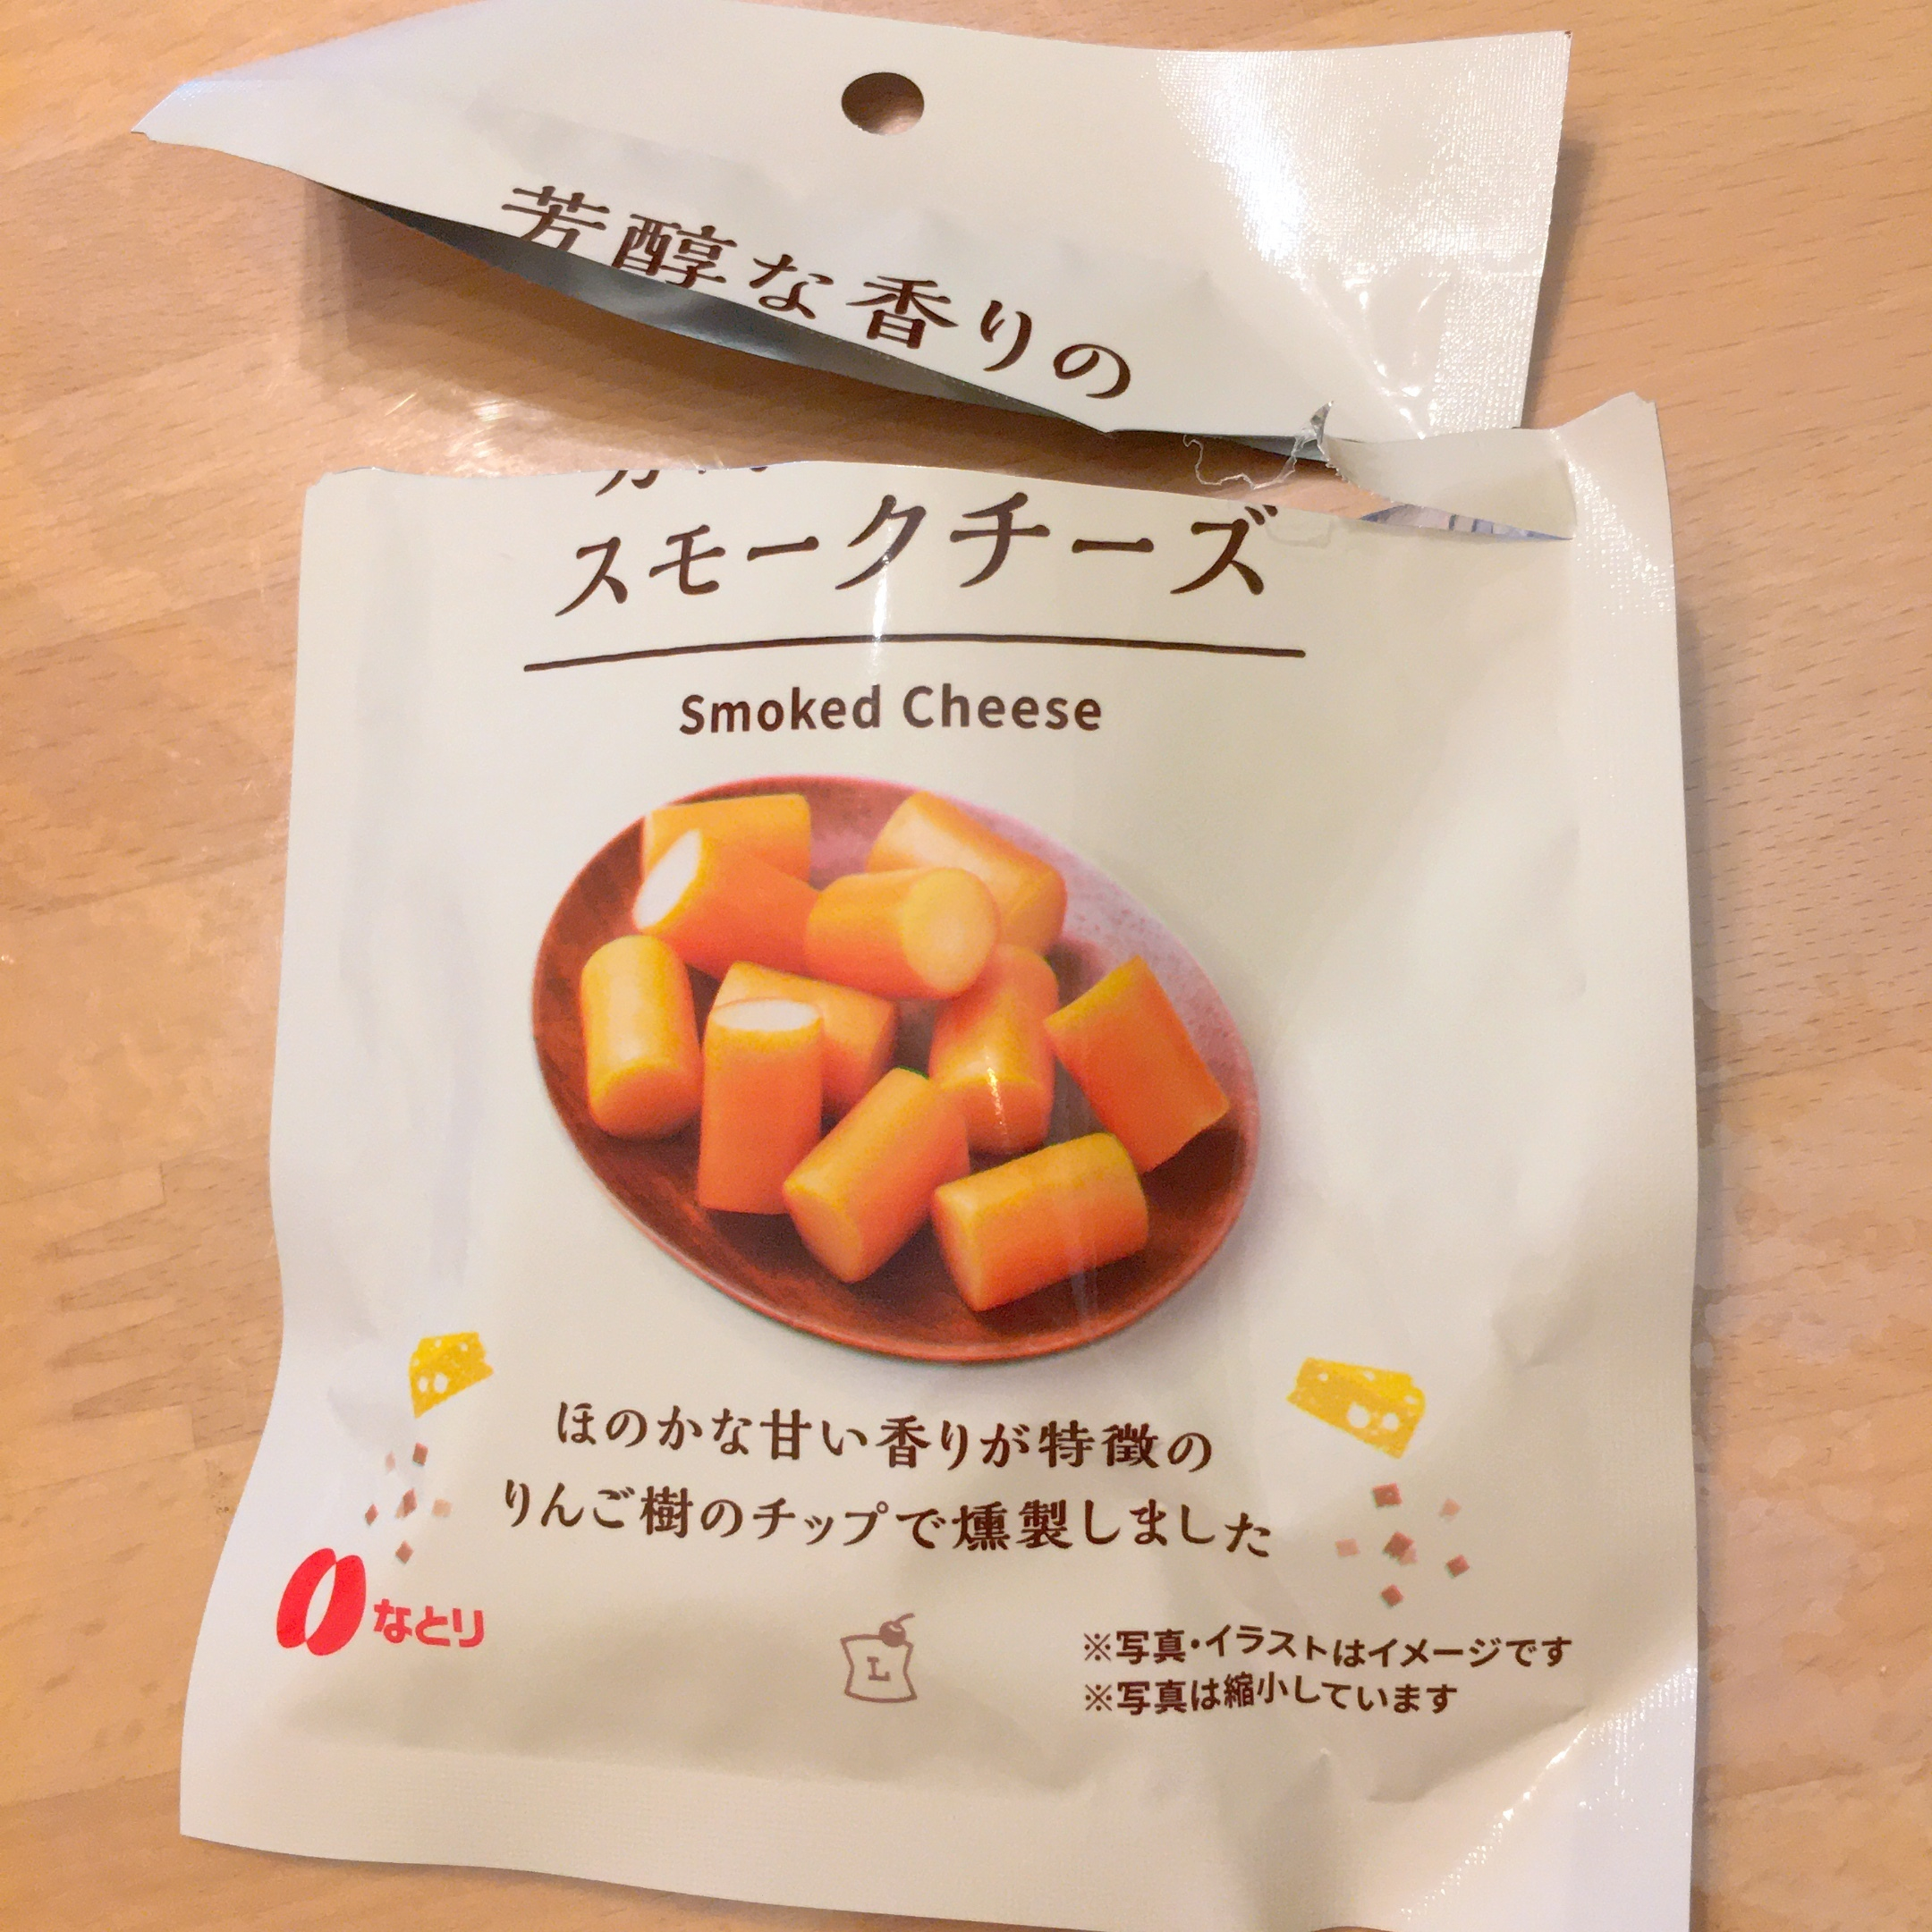 芳醇な香りの
スモークチーズ
Smoked Cheese
ほのかな甘い香りが特徴の
りんご樹のチップで燻製しました
なとり
L
※写真・イラストはイメージです
※写真は縮小しています